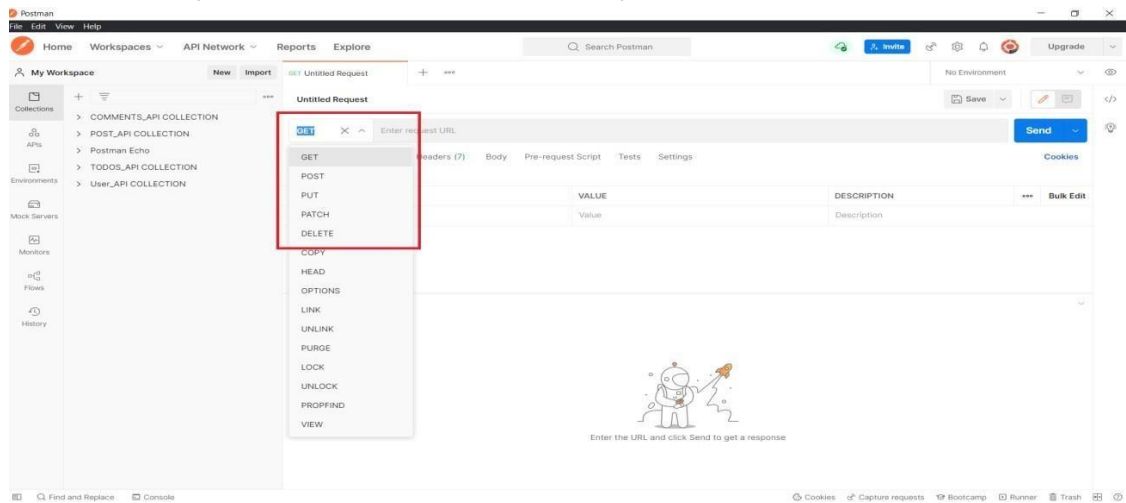 Postman
File Edit View Help
Home Workspaces API Network Reports Explore Search Postman Invite Upgrade
My Workspace New Import GET Untitled Request No Environment
Collections
APIs
Environments
Mock Servers
Monitors
Flows
History
COMMENTS_API COLLECTION
POST_API COLLECTION
Postman Echo
TODOS_API COLLECTION
User_API COLLECTION
Untitled Request Save
GET Enter request URL Send
Headers (7) Body Pre-request Script Tests Settings Cookies
VALUE DESCRIPTION Bulk Edit
Value Description
GET
POST
PUT
PATCH
DELETE
COPY
HEAD
OPTIONS
LINK
UNLINK
PURGE
LOCK
UNLOCK
PROPFIND
VIEW
Enter the URL and click Send to get a response
Find and Replace Console Cookies Capture requests Bootcamp Runner Trash